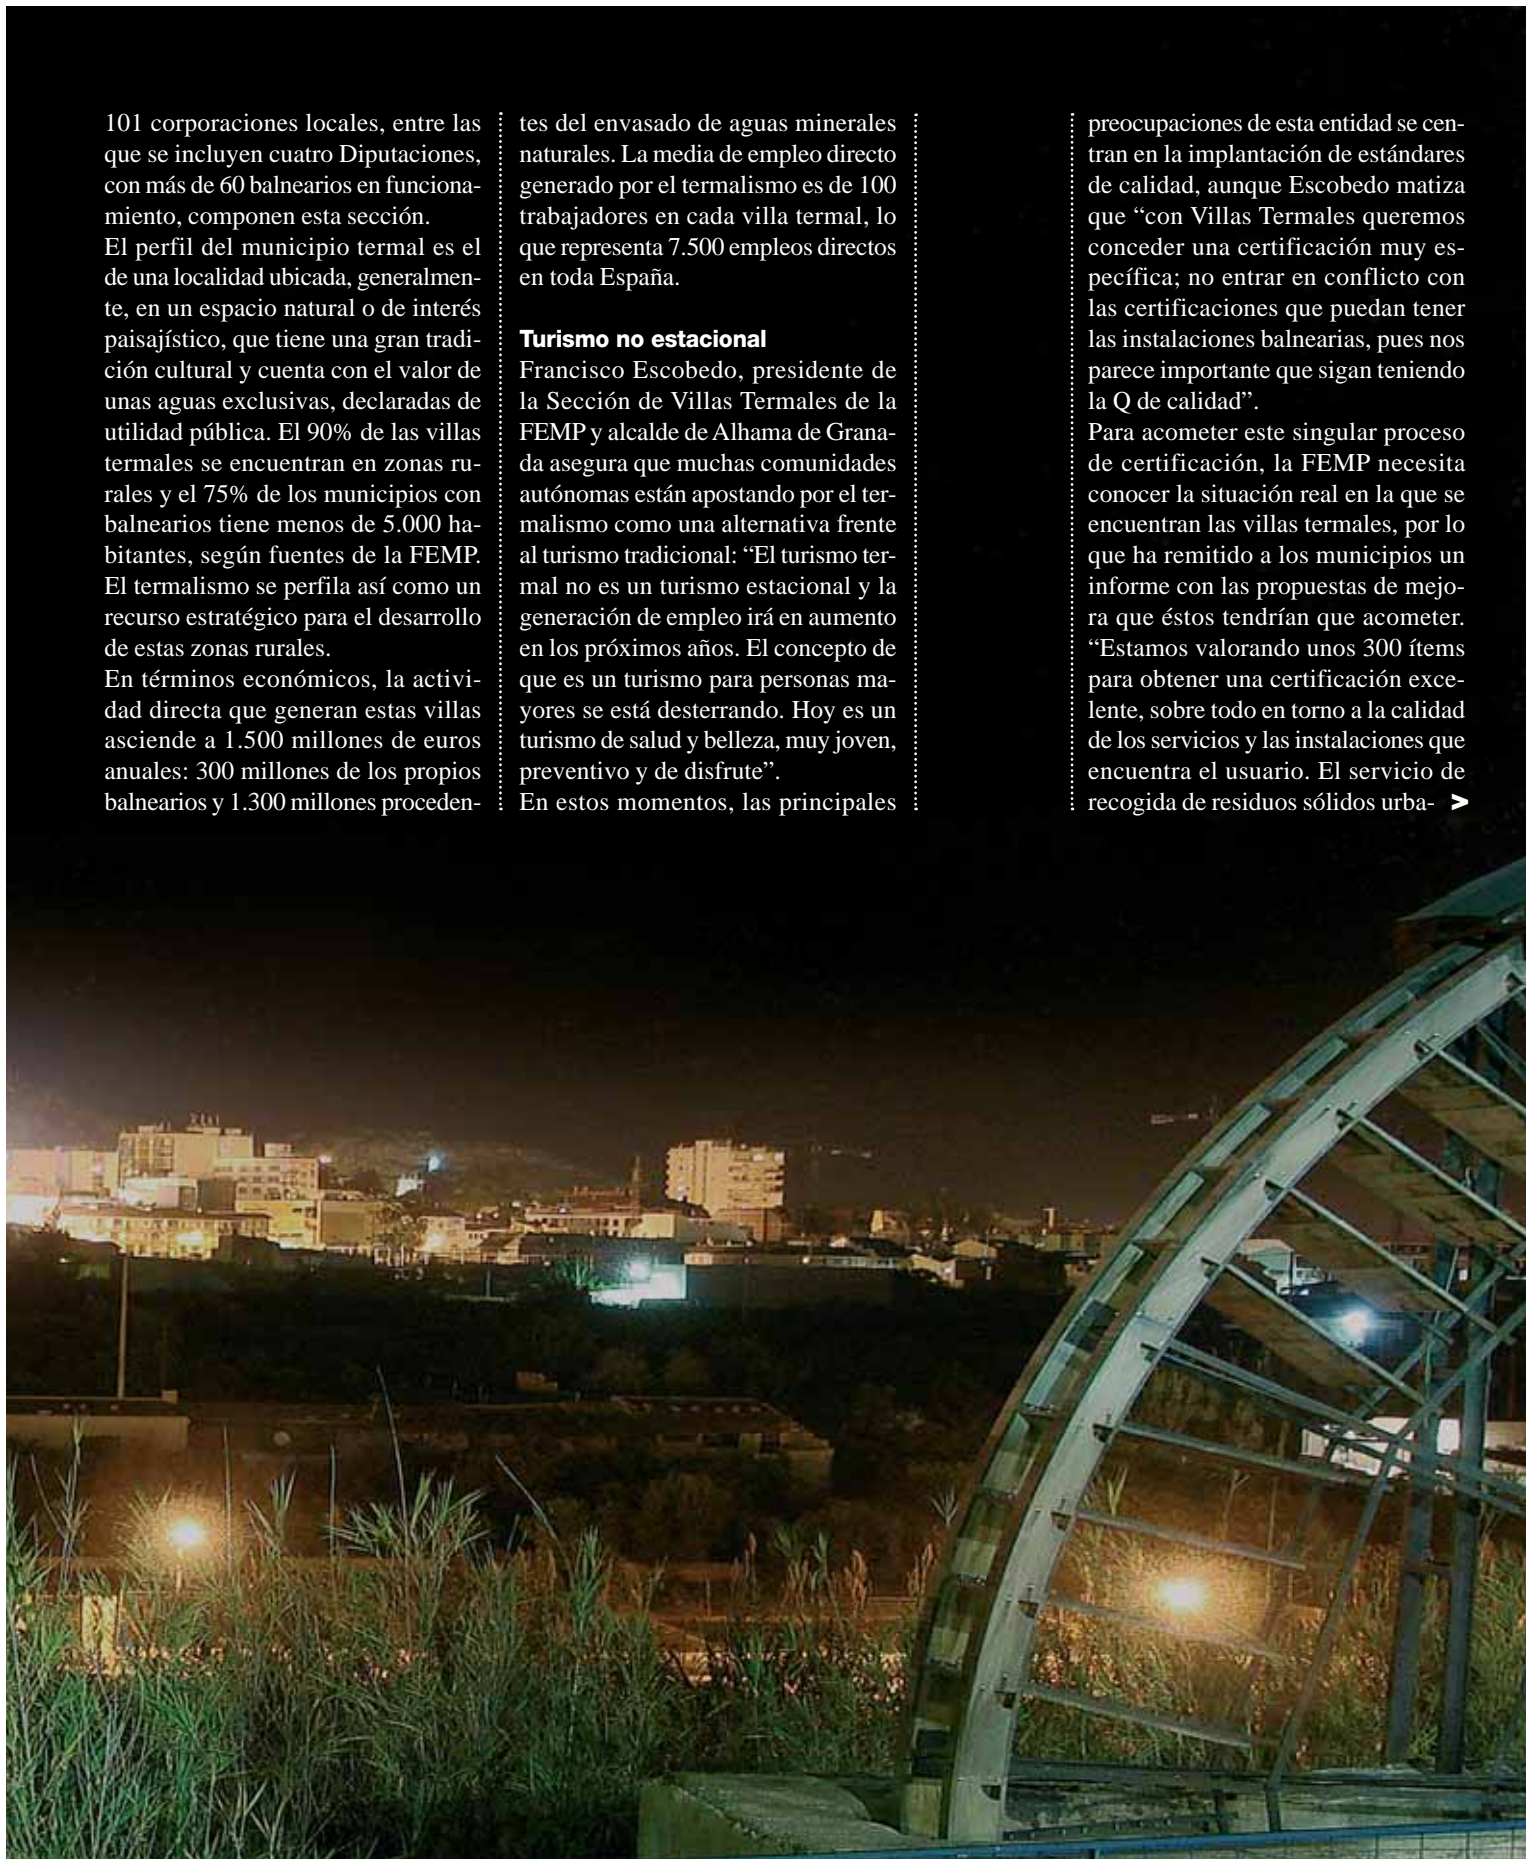 101 corporaciones locales, entre las
que se incluyen cuatro Diputaciones,
con más de 60 balnearios en funciona-
miento, componen esta sección.
El perfil del municipio termal es el
de una localidad ubicada, generalmen-
te, en un espacio natural o de interés
paisajístico, que tiene una gran tradi-
ción cultural y cuenta con el valor de
unas aguas exclusivas, declaradas de
utilidad pública. El 90% de las villas
termales se encuentran en zonas ru-
rales y el 75% de los municipios con
balnearios tiene menos de 5.000 ha-
bitantes, según fuentes de la FEMP.
El termalismo se perfila así como un
recurso estratégico para el desarrollo
de estas zonas rurales.
En términos económicos, la activi-
dad directa que generan estas villas
asciende a 1.500 millones de euros
anuales: 300 millones de los propios
balnearios y 1.300 millones proceden-
tes del envasado de aguas minerales
naturales. La media de empleo directo
generado por el termalismo es de 100
trabajadores en cada villa termal, lo
que representa 7.500 empleos directos
en toda España.
Turismo no estacional
Francisco Escobedo, presidente de
la Sección de Villas Termales de la
FEMP y alcalde de Alhama de Grana-
da asegura que muchas comunidades
autónomas están apostando por el ter-
malismo como una alternativa frente
al turismo tradicional: “El turismo ter-
mal no es un turismo estacional y la
generación de empleo irá en aumento
en los próximos años. El concepto de
que es un turismo para personas ma-
yores se está desterrando. Hoy es un
turismo de salud y belleza, muy joven,
preventivo y de disfrute”.
En estos momentos, las principales
preocupaciones de esta entidad se cen-
tran en la implantación de estándares
de calidad, aunque Escobedo matiza
que “con Villas Termales queremos
conceder una certificación muy es-
pecífica; no entrar en conflicto con
las certificaciones que puedan tener
las instalaciones balnearias, pues nos
parece importante que sigan teniendo
la Q de calidad”.
Para acometer este singular proceso
de certificación, la FEMP necesita
conocer la situación real en la que se
encuentran las villas termales, por lo
que ha remitido a los municipios un
informe con las propuestas de mejo-
ra que éstos tendrían que acometer.
“Estamos valorando unos 300 ítems
para obtener una certificación exce-
lente, sobre todo en torno a la calidad
de los servicios y las instalaciones que
encuentra el usuario. El servicio de
recogida de residuos sólidos urba- >